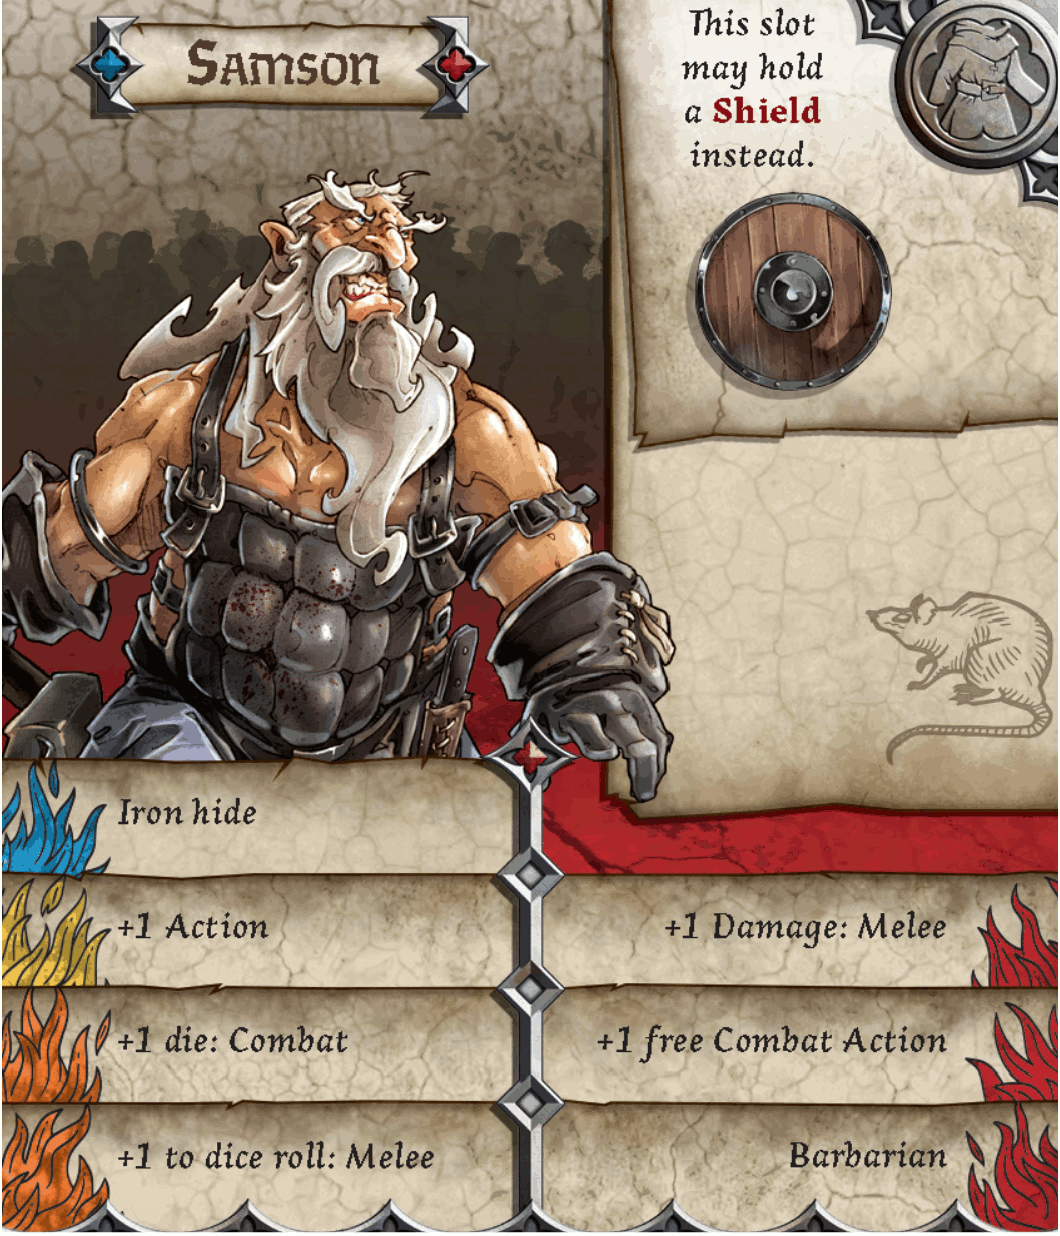 Samson
This slot
may hold
a Shield
instead.
Iron hide
+1 Action
+1 die: Combat
+1 to dice roll: Melee
+1 Damage: Melee
+1 free Combat Action
Barbarian